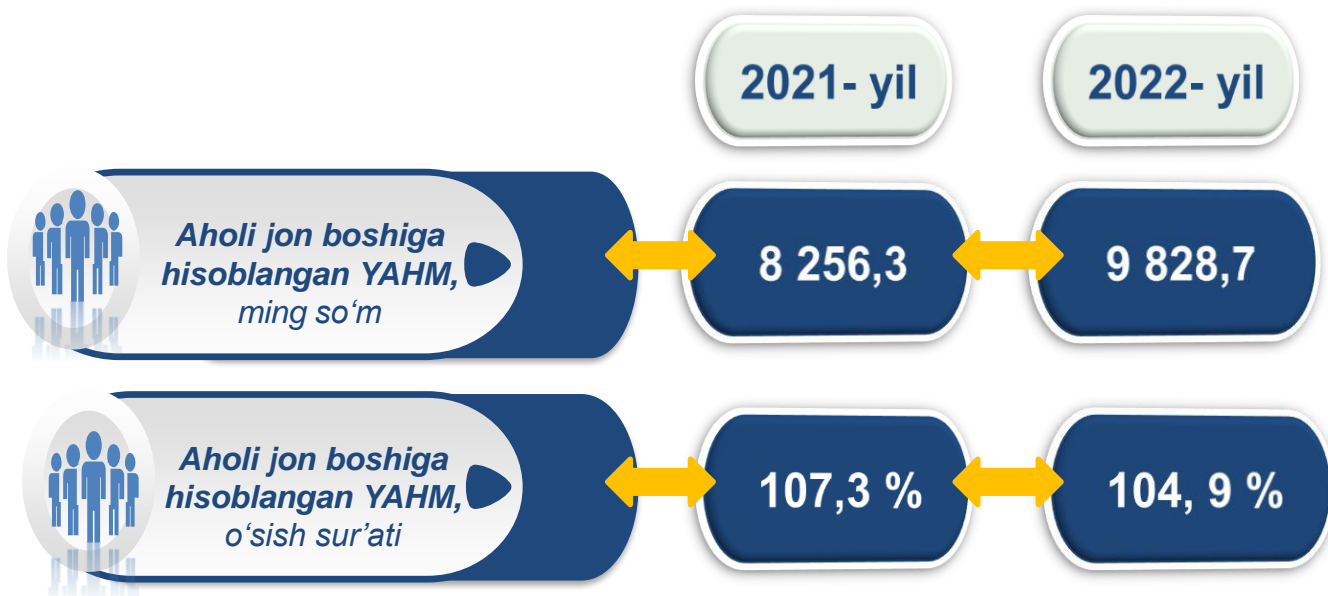 2021- yil
2022- yil
Aholi jon boshiga
hisoblangan YAHM,
ming so‘m
8 256,3
9 828,7
Aholi jon boshiga
hisoblangan YAHM,
o‘sish sur’ati
107,3 %
104, 9 %